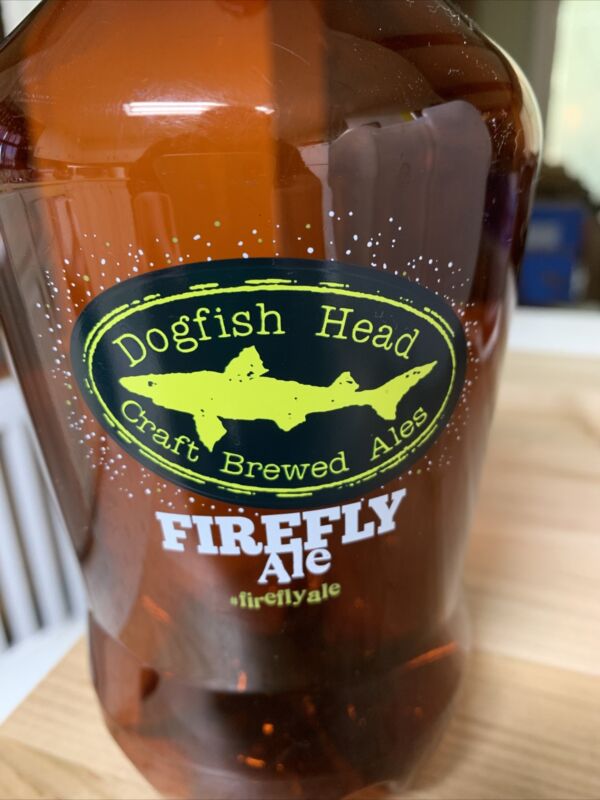 Dogfish Head
Craft Brewed Ales
FIREFLY
Ale
#fireflyale